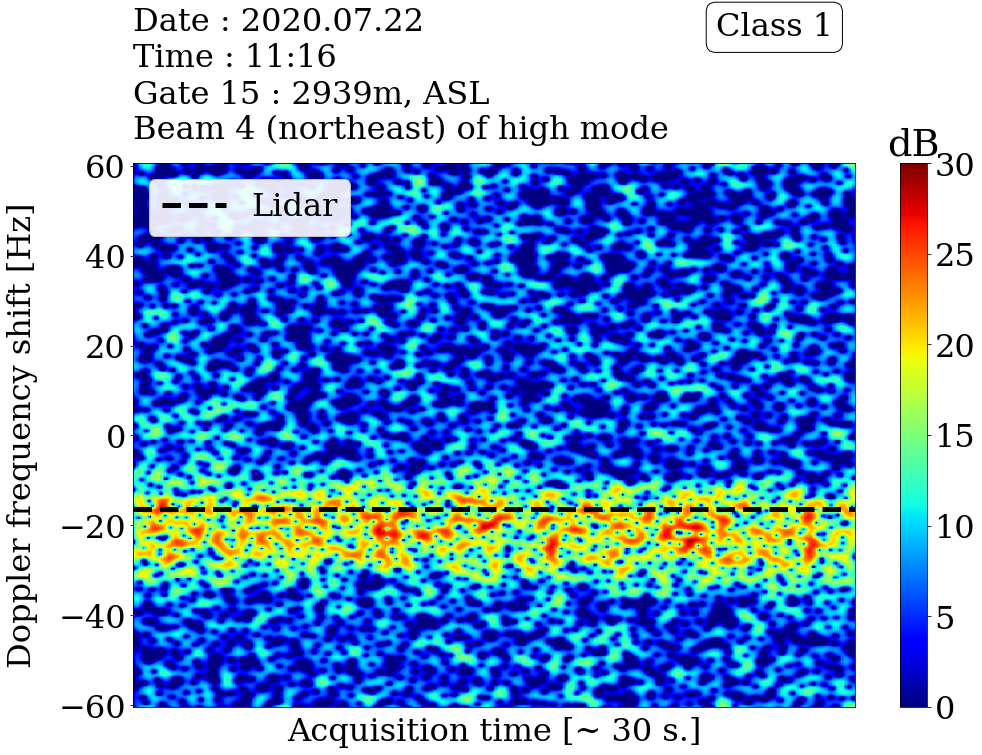 Date : 2020.07.22
Time : 11:16
Gate 15 : 2939m, ASL
Beam 4 (northeast) of high mode
Class 1
dB
Lidar
60
40
20
0
−20
−40
−60
Doppler frequency shift [Hz]
Acquisition time [~ 30 s.]
30
25
20
15
10
5
0